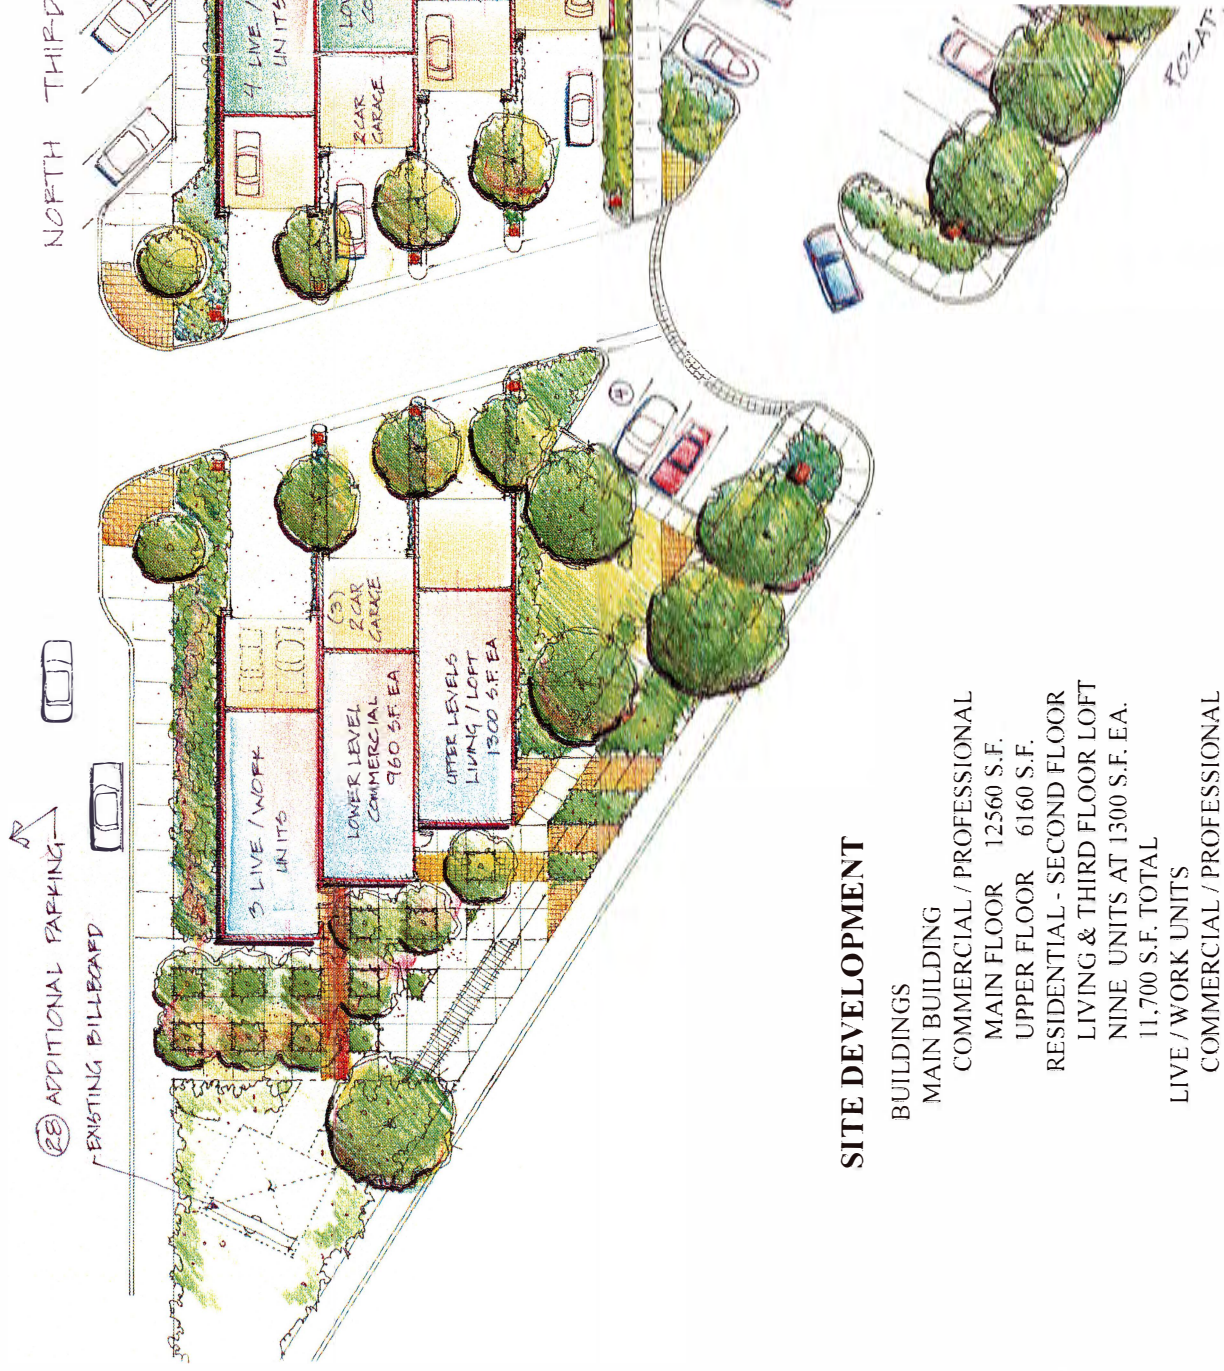 NORTH THIRD
4 LIVE /
UNITS
2 CAR
GARAGE
28 ADDITIONAL PARKING
EXISTING BILLBOARD
3 LIVE / WORK
UNITS
(3)
2 CAR
GARAGE
LOWER LEVEL
COMMERCIAL
960 S.F. EA
UPPER LEVELS
LIVING / LOFT
1300 S.F. EA
SITE DEVELOPMENT
BUILDINGS
MAIN BUILDING
COMMERCIAL / PROFESSIONAL
MAIN FLOOR 12560 S.F.
UPPER FLOOR 6160 S.F.
RESIDENTIAL - SECOND FLOOR
LIVING & THIRD FLOOR LOFT
NINE UNITS AT 1300 S.F. EA.
11,700 S.F. TOTAL
LIVE / WORK UNITS
COMMERCIAL / PROFESSIONAL